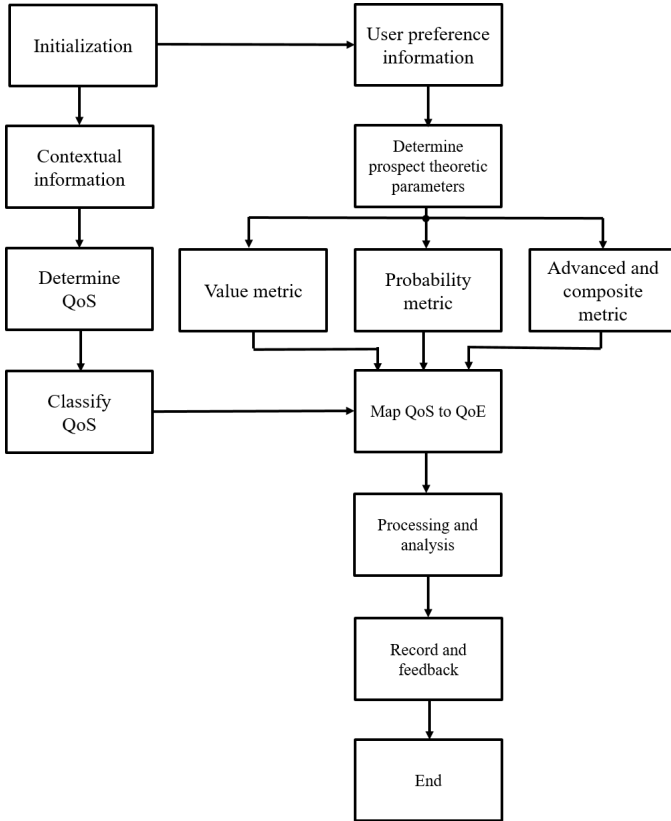 Initialization
User preference
information
Contextual
information
Determine
prospect theoretic
parameters
Determine
QoS
Value metric
Probability
metric
Advanced and
composite
metric
Classify
QoS
Map QoS to QoE
Processing and
analysis
Record and
feedback
End